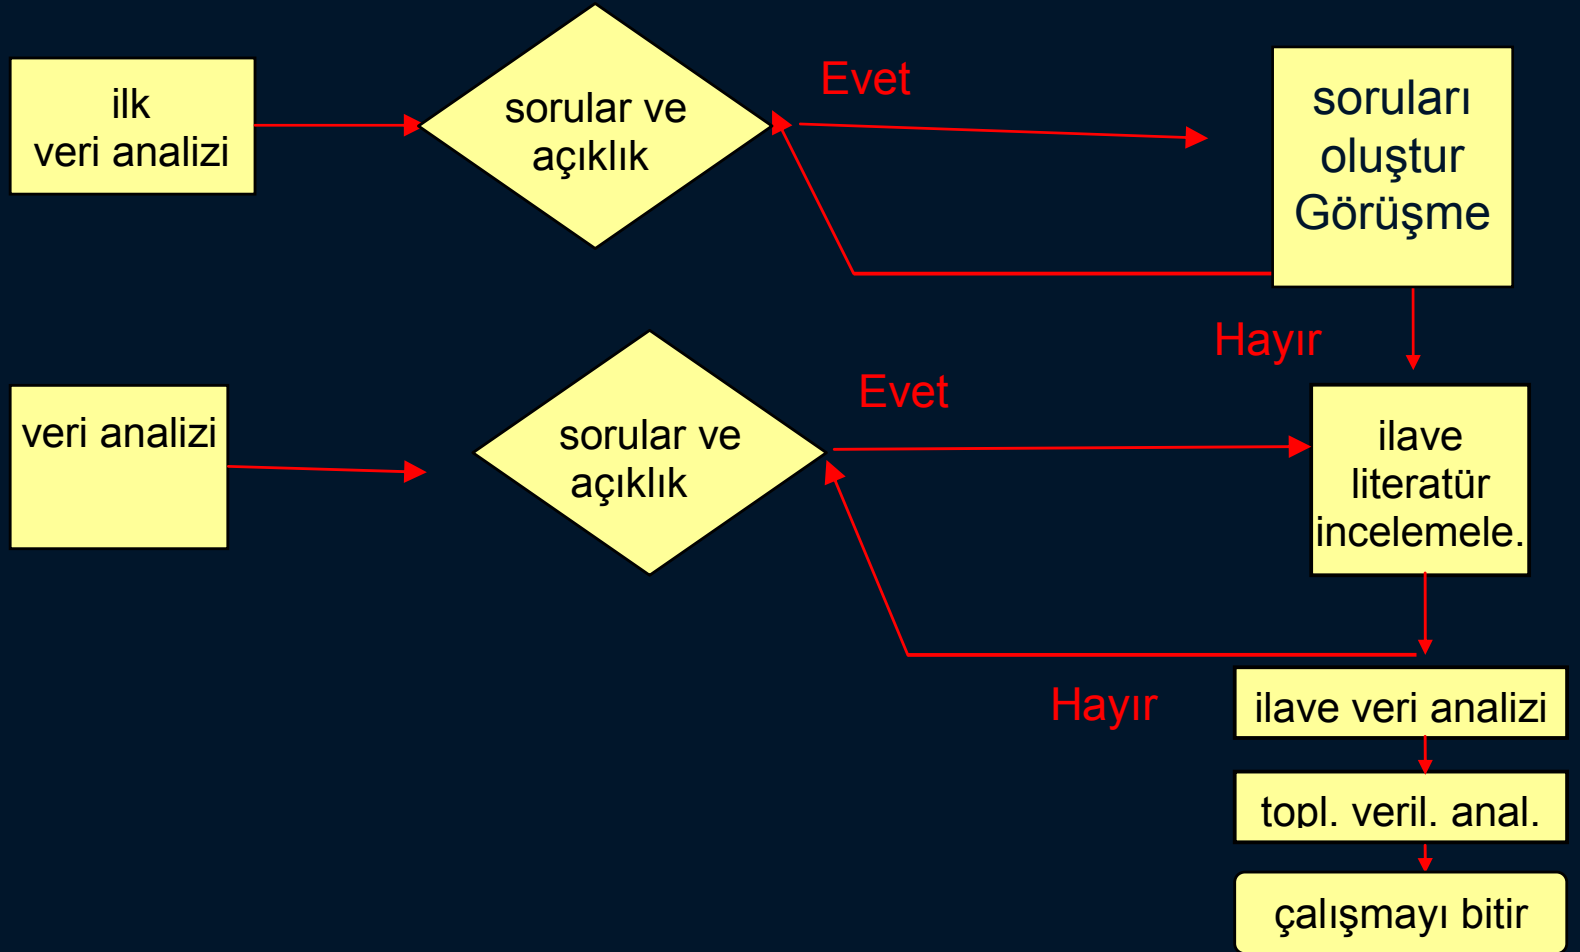 ilk
veri analizi
sorular ve
açıklık
Evet
soruları
oluştur
Görüşme
Hayır
veri analizi
sorular ve
açıklık
Evet
ilave
literatür
incelemele.
Hayır
ilave veri analizi
topl. veril. anal.
çalışmayı bitir